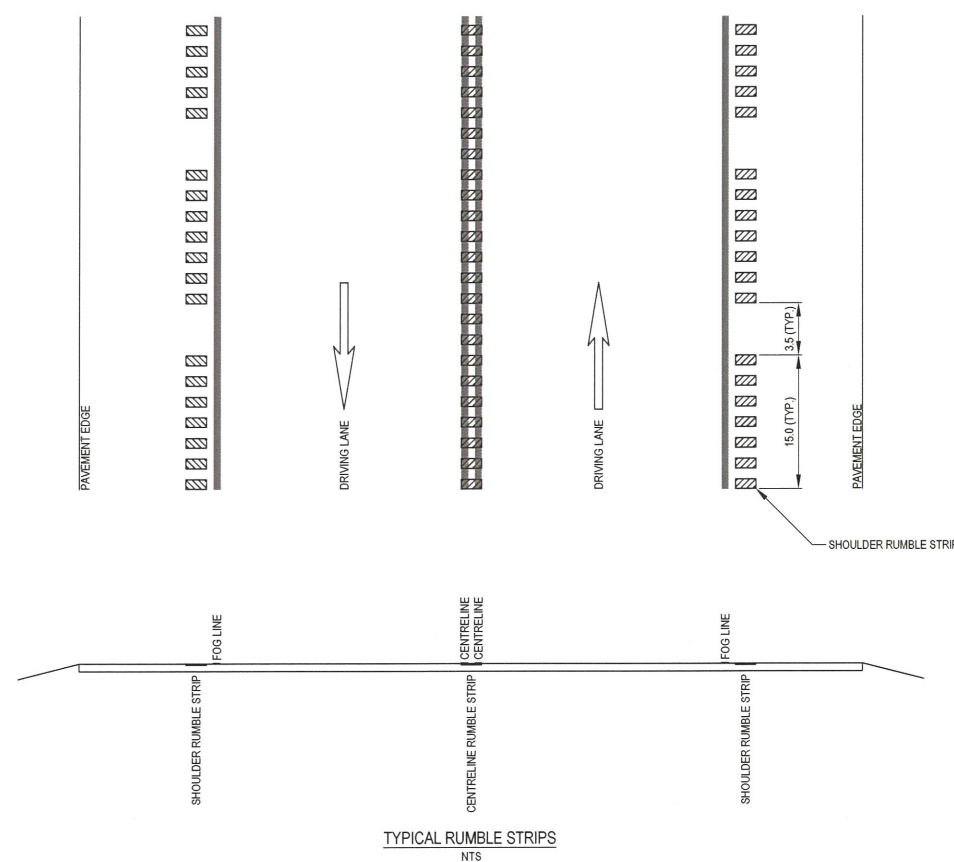 3.5 (TYP.)
15.0 (TYP.)
PAVEMENT EDGE
DRIVING LANE
DRIVING LANE
PAVEMENT EDGE
SHOULDER RUMBLE STRIP
FOG LINE
CENTRELINE
CENTRELINE
FOG LINE
SHOULDER RUMBLE STRIP
CENTRELINE RUMBLE STRIP
SHOULDER RUMBLE STRIP
TYPICAL RUMBLE STRIPS
NTS